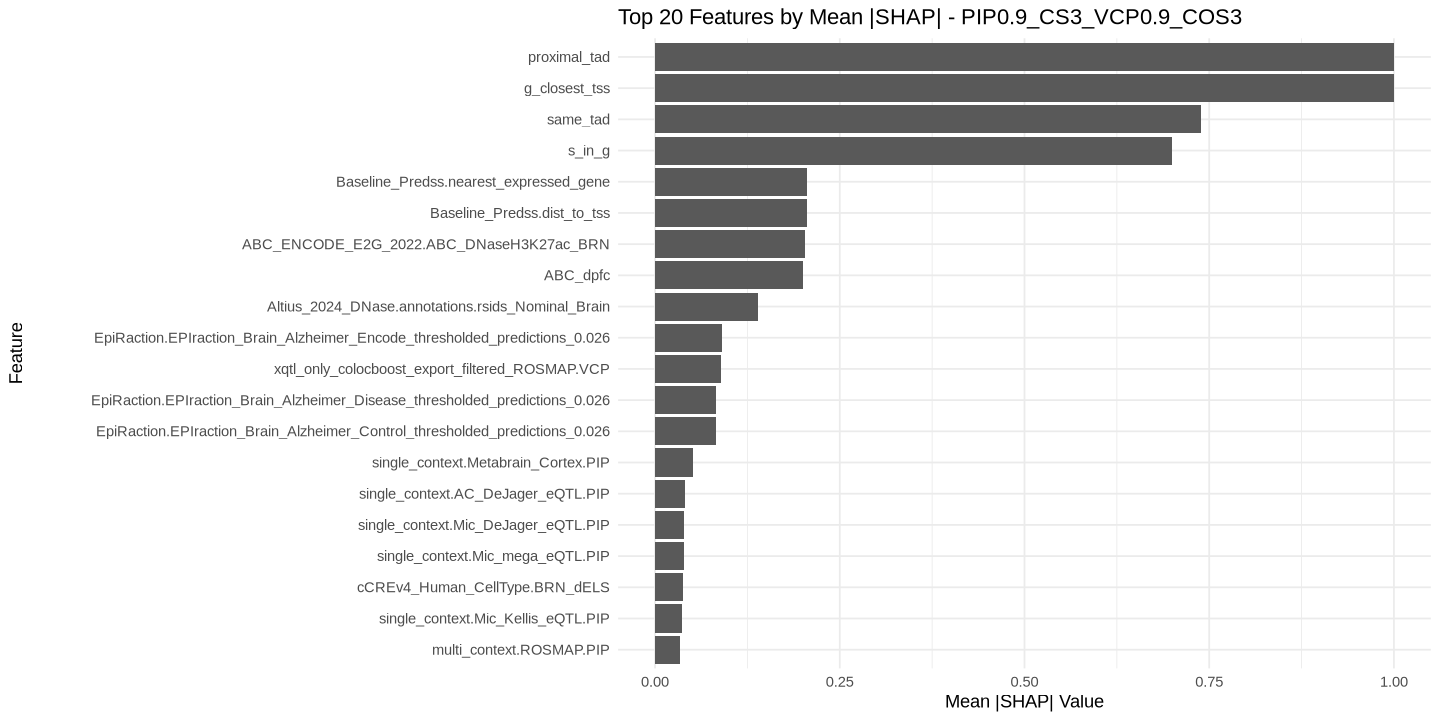 Top 20 Features by Mean |SHAP| - PIP0.9_CS3_VCP0.9_COS3
Feature
proximal_tad
g_closest_tss
same_tad
s_in_g
Baseline_Predss.nearest_expressed_gene
Baseline_Predss.dist_to_tss
ABC_ENCODE_E2G_2022.ABC_DNaseH3K27ac_BRN
ABC_dpfc
Altius_2024_DNase.annotations.rsids_Nominal_Brain
EpiRaction.EPIraction_Brain_Alzheimer_Encode_thresholded_predictions_0.026
xqtl_only_colocboost_export_filtered_ROSMAP.VCP
EpiRaction.EPIraction_Brain_Alzheimer_Disease_thresholded_predictions_0.026
EpiRaction.EPIraction_Brain_Alzheimer_Control_thresholded_predictions_0.026
single_context.Metabrain_Cortex.PIP
single_context.AC_DeJager_eQTL.PIP
single_context.Mic_DeJager_eQTL.PIP
single_context.Mic_mega_eQTL.PIP
cCREv4_Human_CellType.BRN_dELS
single_context.Mic_Kellis_eQTL.PIP
multi_context.ROSMAP.PIP
0.00 0.25 0.50 0.75 1.00
Mean |SHAP| Value